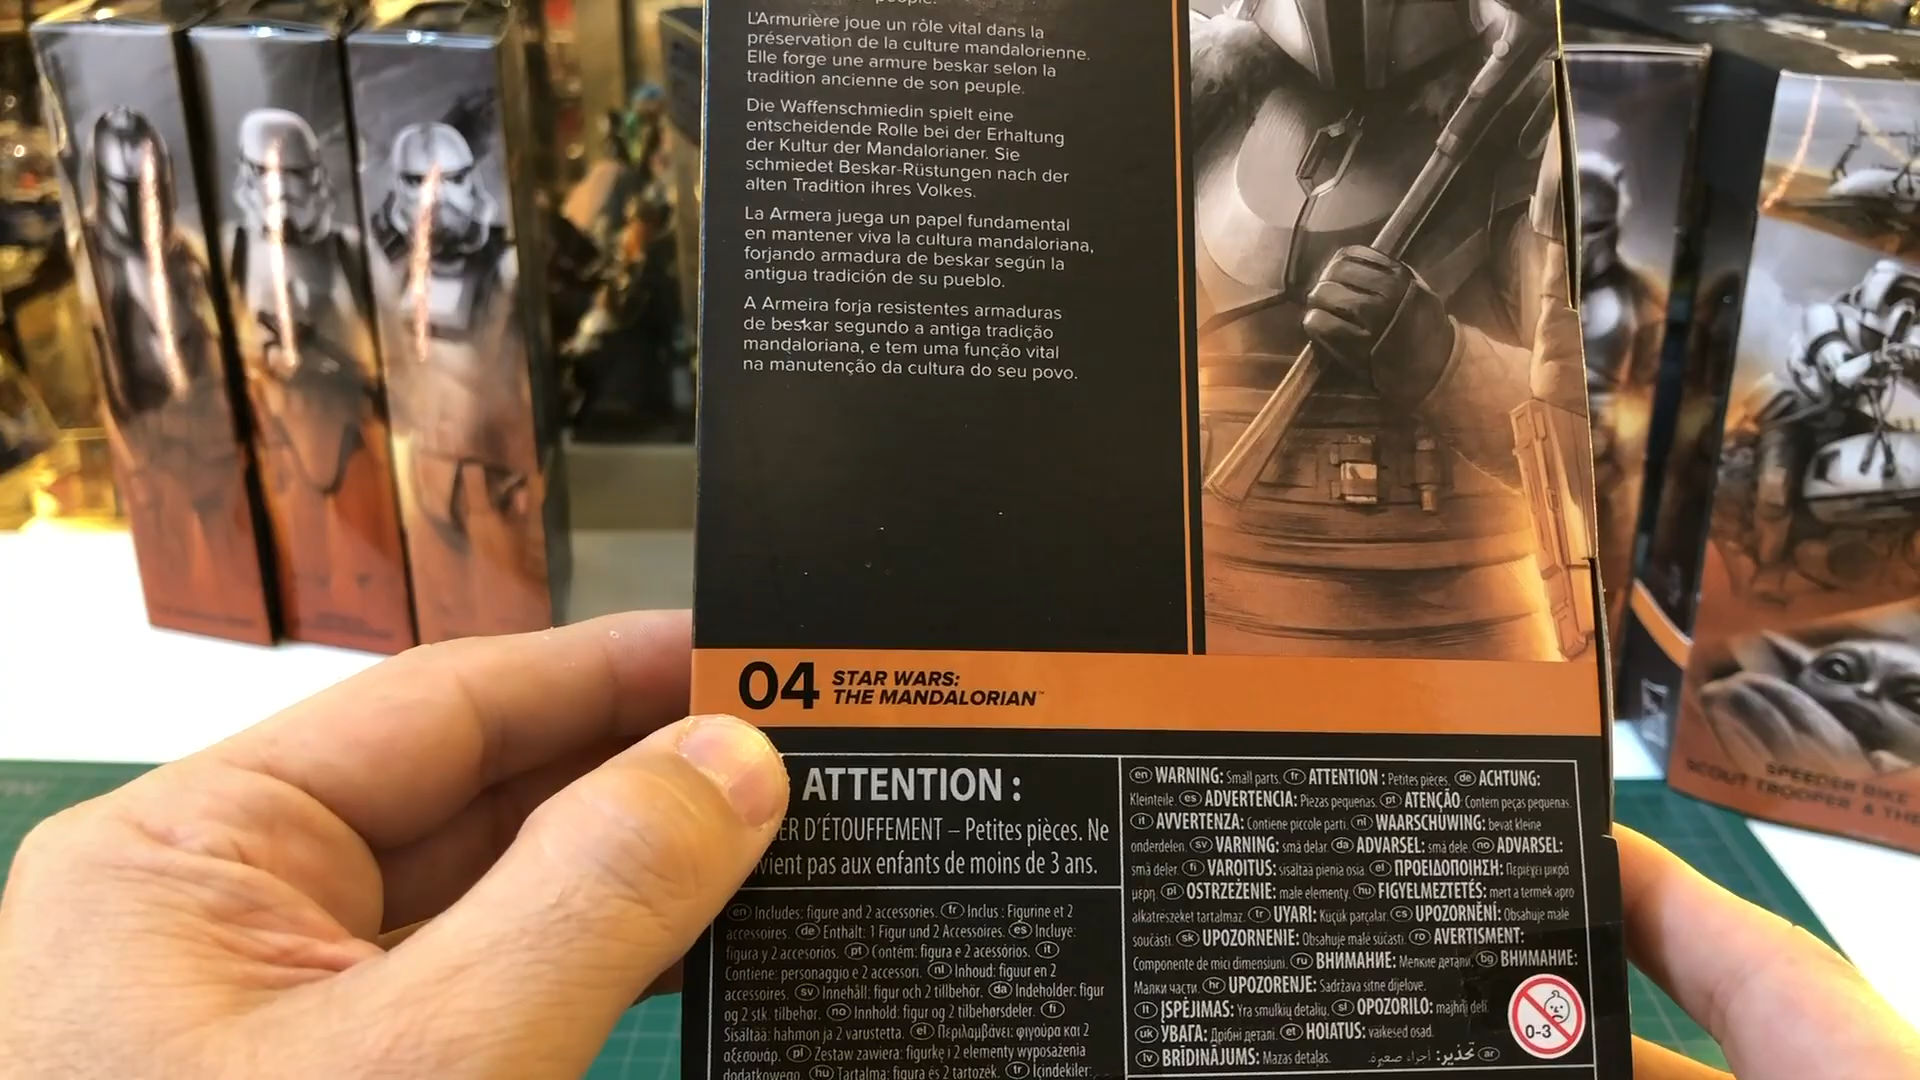 people.
L'Armurière joue un rôle vital dans la
préservation de la culture mandalorienne.
Elle forge une armure beskar selon la
tradition ancienne de son peuple.
Die Waffenschmiedin spielt eine
entscheidende Rolle bei der Erhaltung
der Kultur der Mandalorianer. Sie
schmiedet Beskar-Rüstungen nach der
alten Tradition ihres Volkes.
La Armera juega un papel fundamental
en mantener viva la cultura mandaloriana,
forjando armadura de beskar según la
antigua tradición de su pueblo.
A Armeira forja resistentes armaduras
de beskar segundo a antiga tradição
mandaloriana, e tem uma função vital
na manutenção da cultura do seu povo.
04 STAR WARS:
THE MANDALORIAN™
ATTENTION :
D'ÉTOUFFEMENT – Petites pièces. Ne
pas aux enfants de moins de 3 ans.
en Includes: figure and 2 accessories. fr Inclus : Figurine et 2
accessoires. de Enthält: 1 Figur und 2 Accessoires. es Incluye:
figura y 2 accesorios. pt Contém: figura e 2 acessórios. it
Contiene: personaggio e 2 accessori. nl Inhoud: figuur en 2
accessoires. sv Innehåll: figur och 2 tillbehör. da Indeholder: figur
og 2 stk. tilbehør. no Innhold: figur og 2 tilbehørsdeler. fi
Sisältää: hahmo ja 2 varustetta. el Περιλαμβάνει: φιγούρα και 2
αξεσουάρ. pl Zestaw zawiera: figurkę i 2 elementy wyposażenia
dodatkowego. hu Tartalma: figura és 2 tartozék. tr İçindekiler:
en WARNING: Small parts. fr ATTENTION : Petites pièces. de ACHTUNG:
Kleinteile. es ADVERTENCIA: Piezas pequeñas. pt ATENÇÃO: Contém peças pequenas.
it AVVERTENZA: Contiene piccole parti. nl WAARSCHUWING: bevat kleine
onderdelen. sv VARNING: små delar. da ADVARSEL: små dele. no ADVARSEL:
små deler. fi VAROITUS: sisältää pieniä osia. el ΠΡΟΕΙΔΟΠΟΙΗΣΗ: Περιέχει μικρά
μέρη. pl OSTRZEŻENIE: małe elementy. hu FIGYELMEZTETÉS: mert a termék apró
alkatrészeket tartalmaz. tr UYARI: Küçük parçalar. cs UPOZORNĚNÍ: Obsahuje malé
součásti. sk UPOZORNENIE: Obsahuje malé súčasti. ro AVERTISMENT:
Componente de mici dimensiuni. ru ВНИМАНИЕ: Мелкие детали. bg ВНИМАНИЕ:
Малки части. hr UPOZORENJE: Sadržava sitne dijelove.
lt ĮSPĖJIMAS: Yra smulkių detalių. sl OPOZORILO: majhni deli.
uk УВАГА: Дрібні деталі. et HOIATUS: väikesed osad.
lv BRĪDINĀJUMS: Mazas detaļas. ar تحذير: أجزاء صغيرة.
0-3
SPEEDER BIKE
SCOUT TROOPER & THE